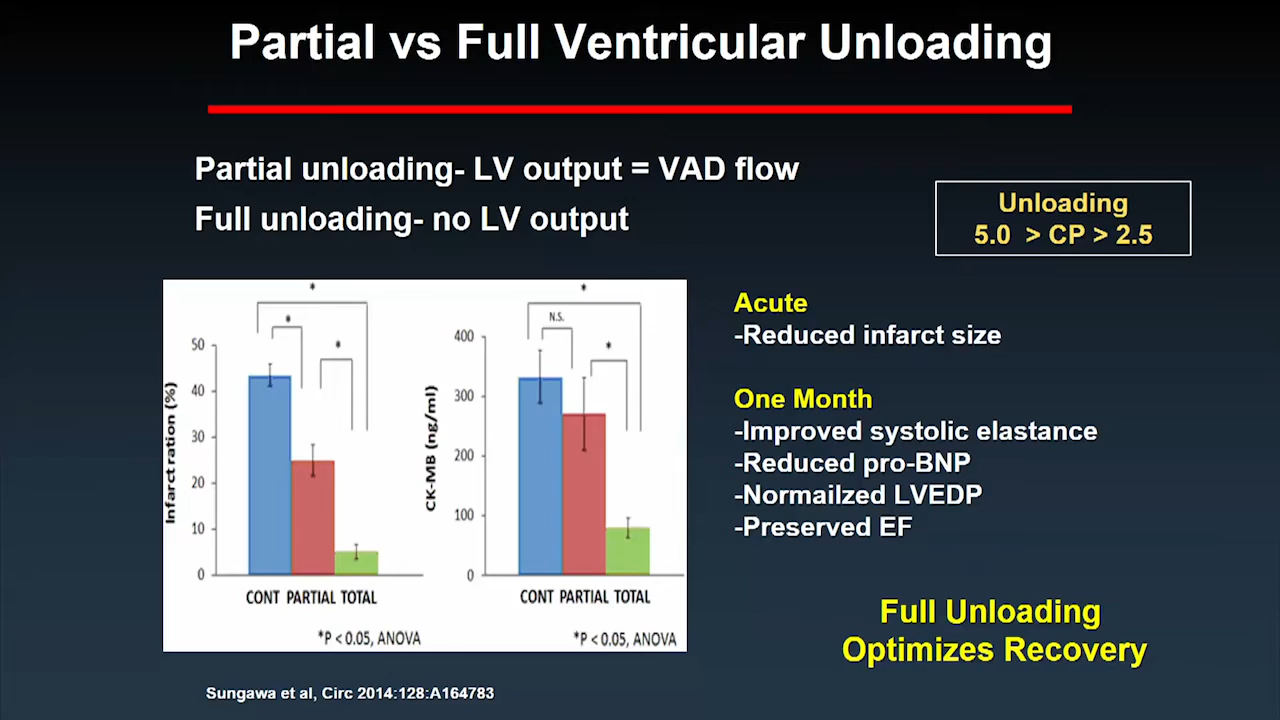 Partial vs Full Ventricular Unloading
Partial unloading- LV output = VAD flow
Full unloading- no LV output
Unloading
5.0 > CP > 2.5
*
*
*
50
40
30
20
10
0
Infarct ration (%)
CONT PARTIAL TOTAL
*P < 0.05, ANOVA
*
N.S.
*
400
300
200
100
0
CK-MB (ng/ml)
CONT PARTIAL TOTAL
*P < 0.05, ANOVA
Acute
-Reduced infarct size
One Month
-Improved systolic elastance
-Reduced pro-BNP
-Normailzed LVEDP
-Preserved EF
Full Unloading
Optimizes Recovery
Sungawa et al, Circ 2014:128:A164783